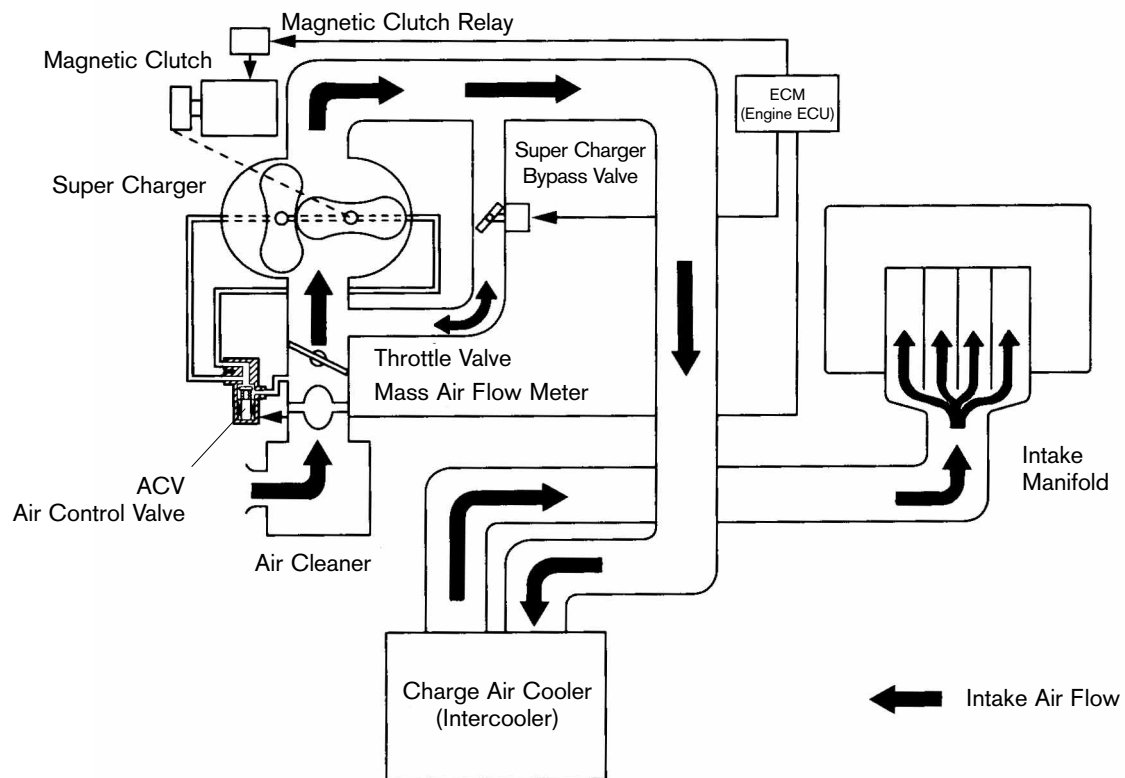 Magnetic Clutch Relay
Magnetic Clutch
ECM
(Engine ECU)
Super Charger
Bypass Valve
Super Charger
Throttle Valve
Mass Air Flow Meter
Intake
Manifold
ACV
Air Control Valve
Air Cleaner
Charge Air Cooler
(Intercooler)
Intake Air Flow